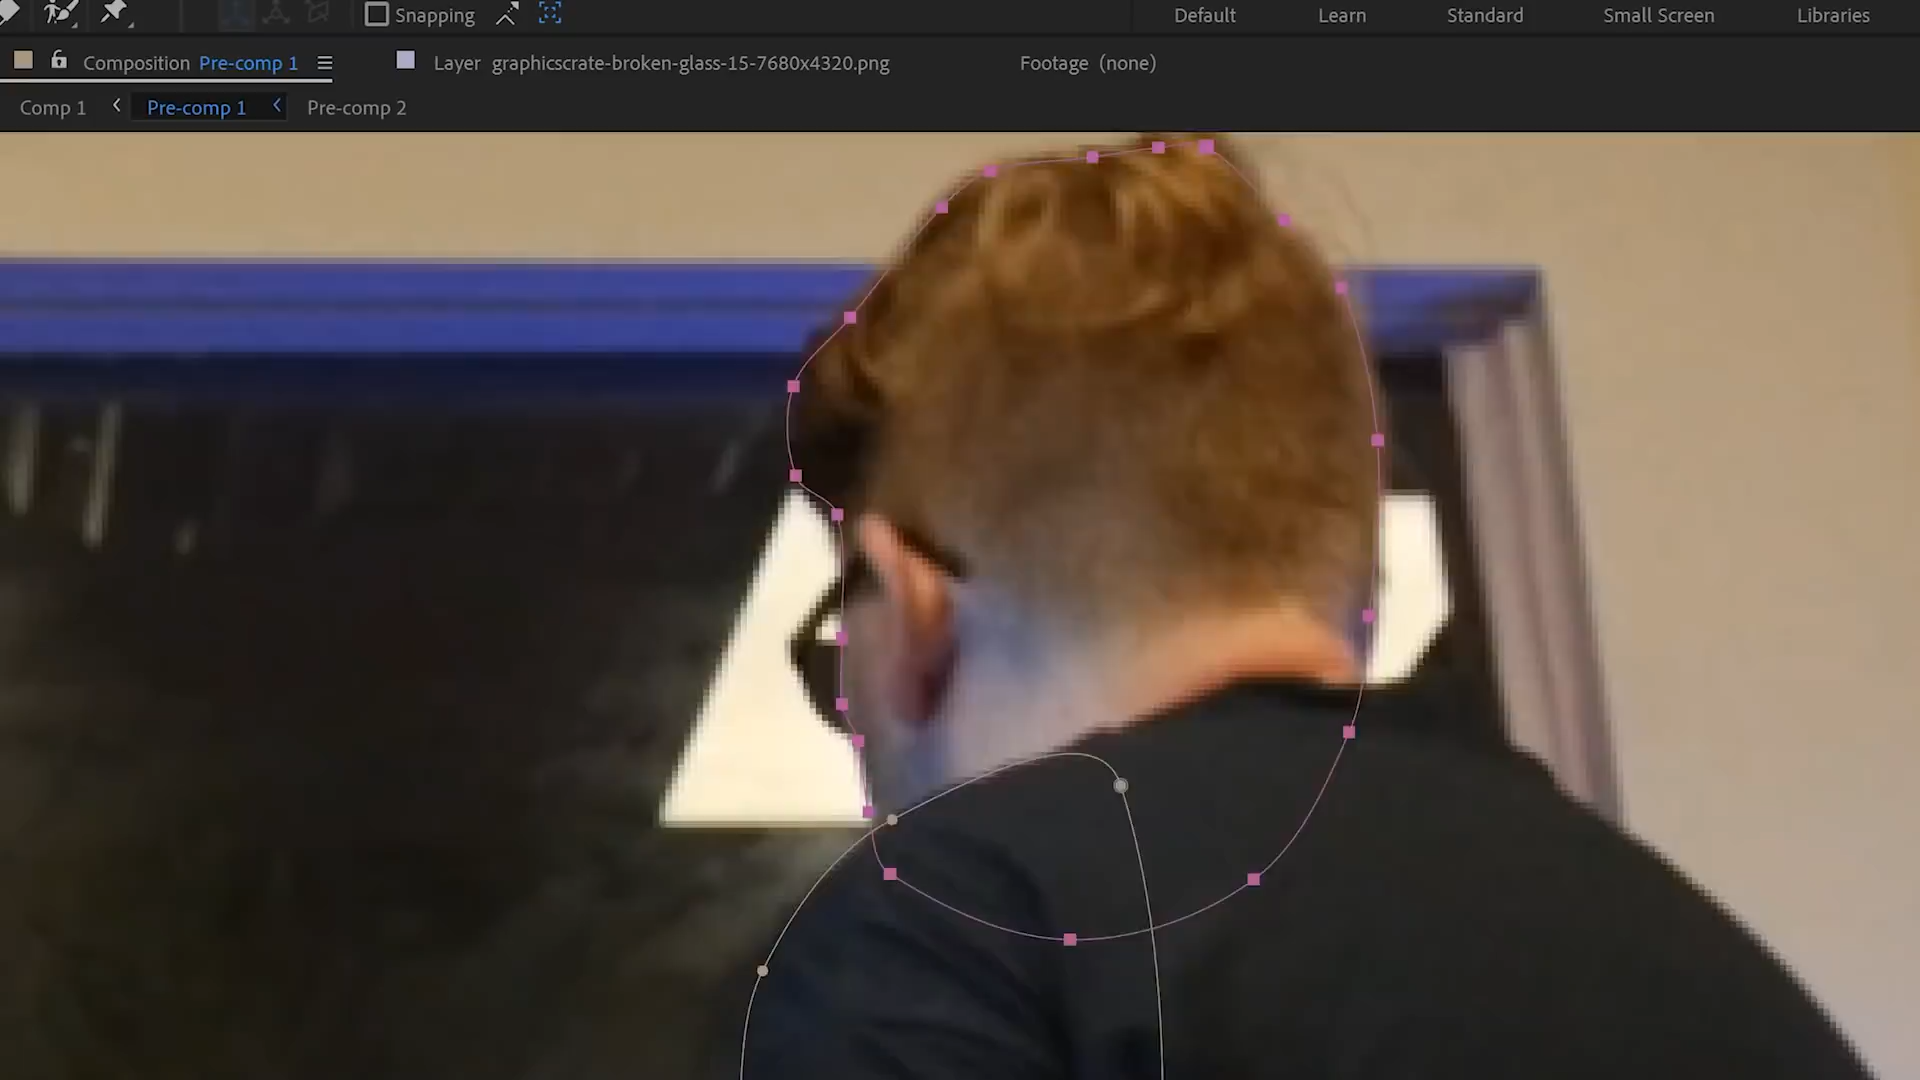 Snapping Default Learn Standard Small Screen Libraries
Composition Pre-comp 1 Layer graphicscrate-broken-glass-15-7680x4320.png Footage (none)
Comp 1 Pre-comp 1 Pre-comp 2